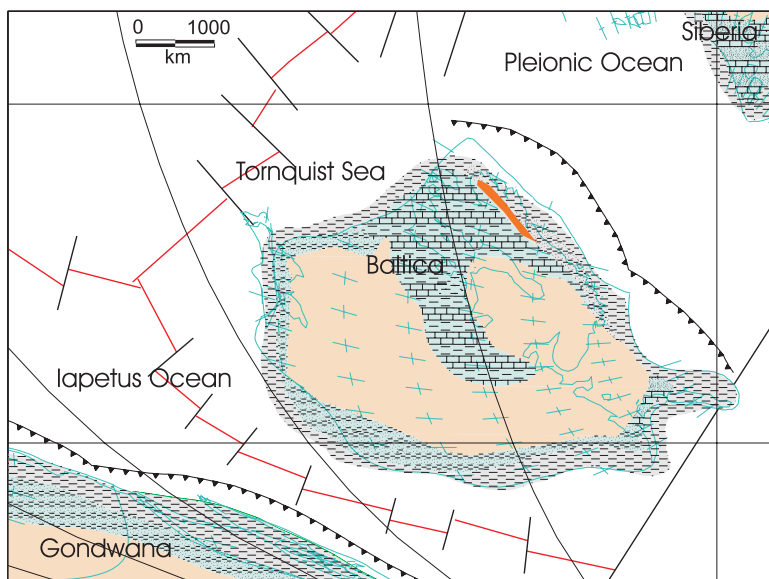 0 1000
km
Siberia
Pleionic Ocean
Tornquist Sea
Baltica
Iapetus Ocean
Gondwana